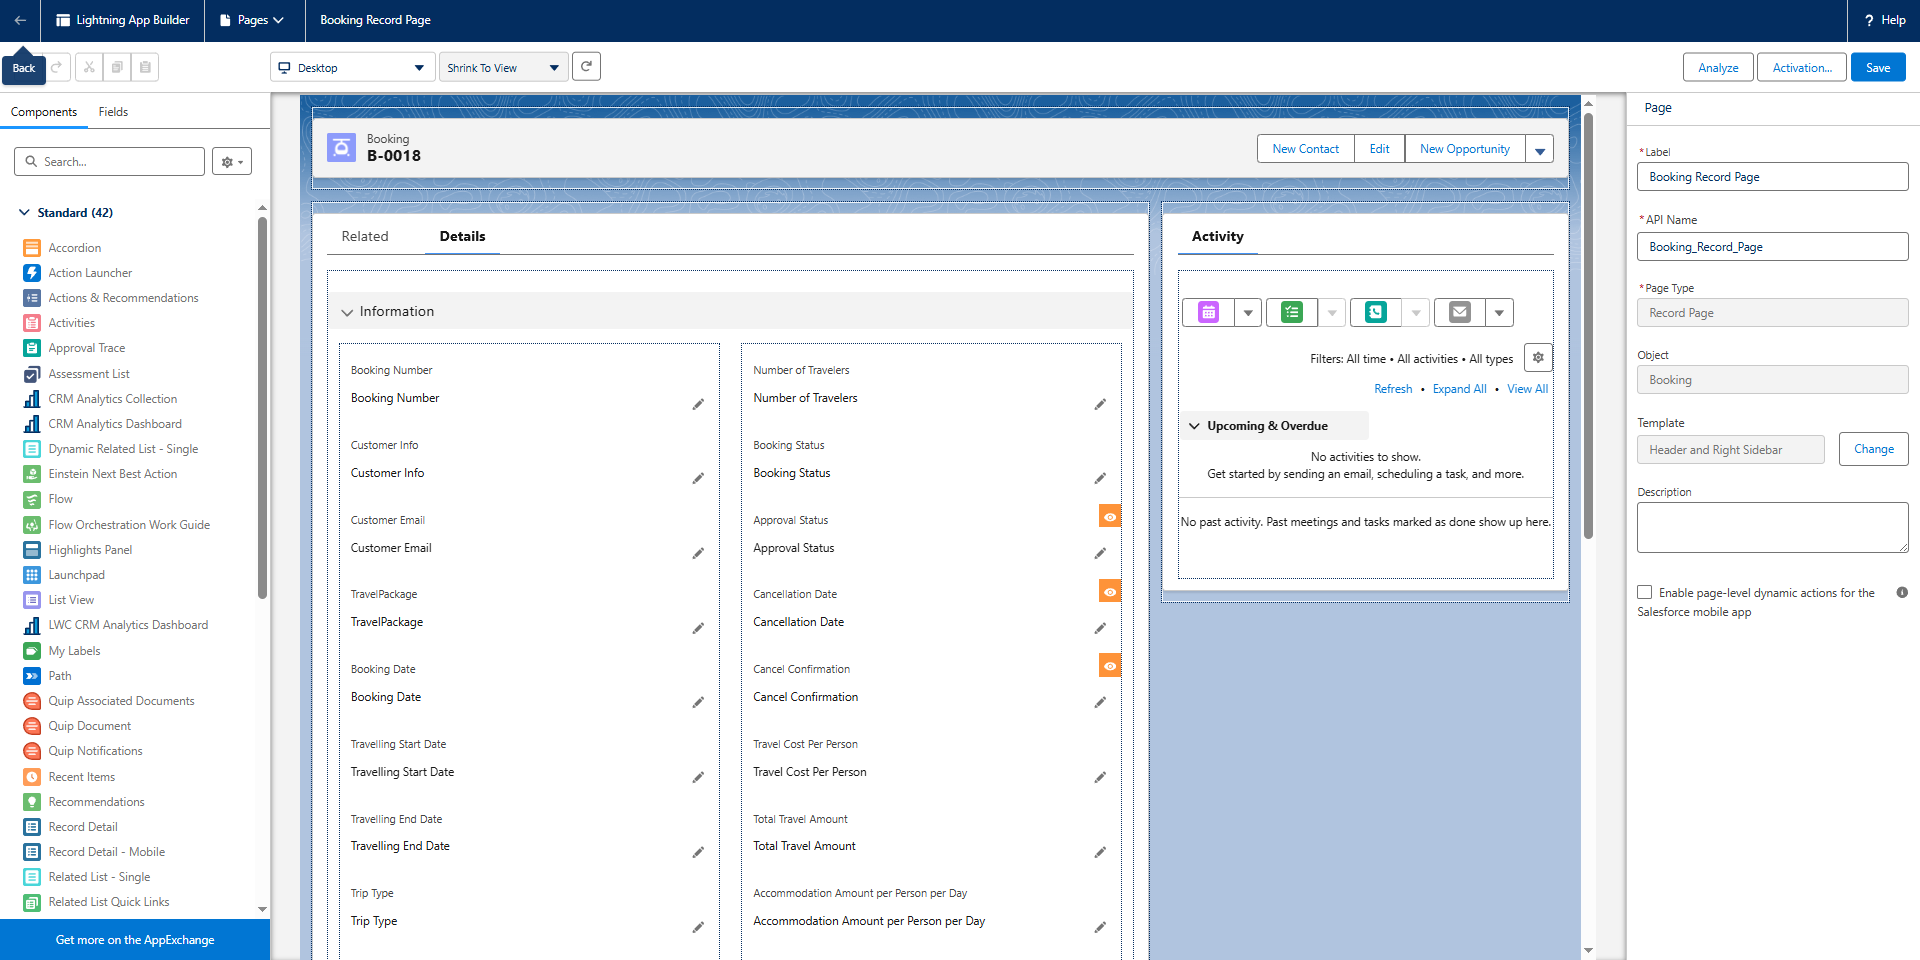 Lightning App Builder
Pages
Booking Record Page
? Help
Back
Desktop
Shrink To View
Analyze
Activation...
Save
Components
Fields
Search...
Standard (42)
Accordion
Action Launcher
Actions & Recommendations
Activities
Approval Trace
Assessment List
CRM Analytics Collection
CRM Analytics Dashboard
Dynamic Related List - Single
Einstein Next Best Action
Flow
Flow Orchestration Work Guide
Highlights Panel
Launchpad
List View
LWC CRM Analytics Dashboard
My Labels
Path
Quip Associated Documents
Quip Document
Quip Notifications
Recent Items
Recommendations
Record Detail
Record Detail - Mobile
Related List - Single
Related List Quick Links
Get more on the AppExchange
Booking
B-0018
New Contact
Edit
New Opportunity
Related
Details
Information
Booking Number
Booking Number
Customer Info
Customer Info
Customer Email
Customer Email
TravelPackage
TravelPackage
Booking Date
Booking Date
Travelling Start Date
Travelling Start Date
Travelling End Date
Travelling End Date
Trip Type
Trip Type
Number of Travelers
Number of Travelers
Booking Status
Booking Status
Approval Status
Approval Status
Cancellation Date
Cancellation Date
Cancel Confirmation
Cancel Confirmation
Travel Cost Per Person
Travel Cost Per Person
Total Travel Amount
Total Travel Amount
Accommodation Amount per Person per Day
Accommodation Amount per Person per Day
Activity
Filters: All time • All activities • All types
Refresh • Expand All • View All
Upcoming & Overdue
No activities to show.
Get started by sending an email, scheduling a task, and more.
No past activity. Past meetings and tasks marked as done show up here.
Page
*Label
Booking Record Page
*API Name
Booking_Record_Page
*Page Type
Record Page
Object
Booking
Template
Header and Right Sidebar
Change
Description
Enable page-level dynamic actions for the
Salesforce mobile app